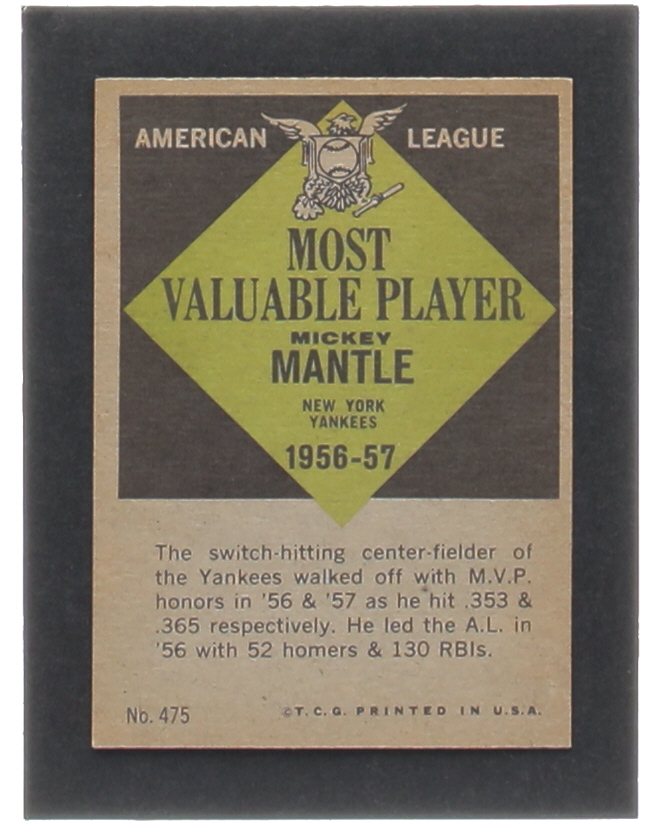 AMERICAN LEAGUE
MOST
VALUABLE PLAYER
MICKEY
MANTLE
NEW YORK
YANKEES
1956-57
The switch-hitting center-fielder of
the Yankees walked off with M.V.P.
honors in '56 & '57 as he hit .353 &
.365 respectively. He led the A.L. in
'56 with 52 homers & 130 RBIs.
No. 475 ©T.C.G. PRINTED IN U.S.A.